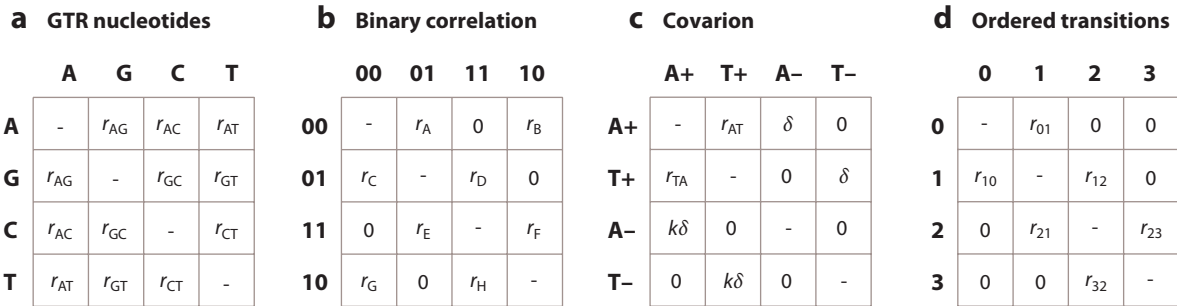 a GTR nucleotides
A G C T
A - r_AG r_AC r_AT
G r_AG - r_GC r_GT
C r_AC r_GC - r_CT
T r_AT r_GT r_CT -
b Binary correlation
00 01 11 10
00 - r_A 0 r_B
01 r_C - r_D 0
11 0 r_E - r_F
10 r_G 0 r_H -
c Covarion
A+ T+ A– T–
A+ - r_AT δ 0
T+ r_TA - 0 δ
A– kδ 0 - 0
T– 0 kδ 0 -
d Ordered transitions
0 1 2 3
0 - r_01 0 0
1 r_10 - r_12 0
2 0 r_21 - r_23
3 0 0 r_32 -